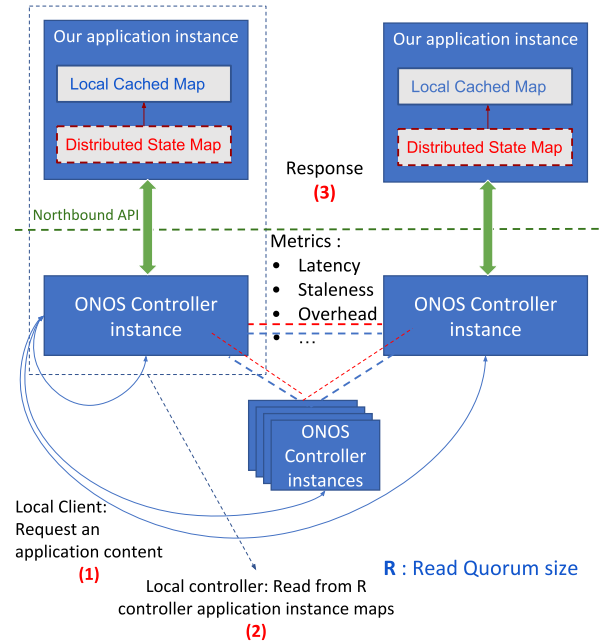 Our application instance
Local Cached Map
Distributed State Map
Our application instance
Local Cached Map
Distributed State Map
Response
(3)
Northbound API
Metrics :
• Latency
• Staleness
• Overhead
• ...
ONOS Controller
instance
ONOS Controller
instance
ONOS
Controller
instances
Local Client:
Request an
application content
(1)
R : Read Quorum size
Local controller: Read from R
controller application instance maps
(2)